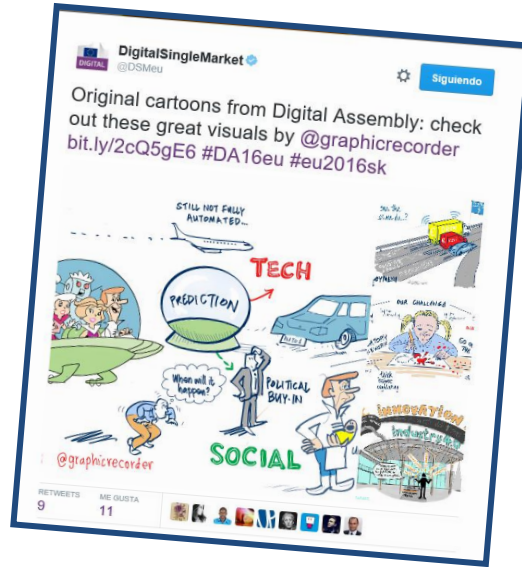 DigitalSingleMarket
DIGITAL
@DSMeu
Siguiendo
Original cartoons from Digital Assembly: check
out these great visuals by @graphicrecorder
bit.ly/2cQ5gE6 #DA16eu #eu2016sk
STILL NOT FULLY
AUTOMATED...
TECH
PREDICTION
When will it
happen?
POLITICAL
BUY-IN
SOCIAL
@graphicrecorder
OUR CHALLENGE
innovation
RETWEETS
9
ME GUSTA
11